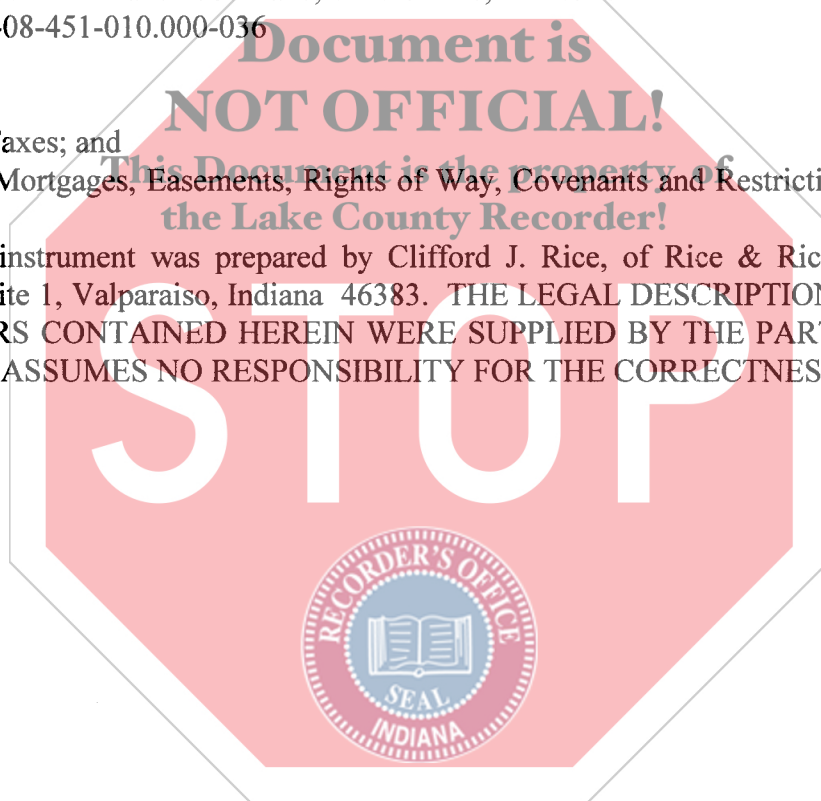 -08-451-010.000-036
Document is
NOT OFFICIAL!
axes; and
This Document is the property of
Mortgages, Easements, Rights of Way, Covenants and Restricti
the Lake County Recorder!
instrument was prepared by Clifford J. Rice, of Rice & Ric
ite 1, Valparaiso, Indiana 46383. THE LEGAL DESCRIPTION
RS CONTAINED HEREIN WERE SUPPLIED BY THE PART
ASSUMES NO RESPONSIBILITY FOR THE CORRECTNES
STOP
RECORDER'S OFFICE
SEAL
INDIANA